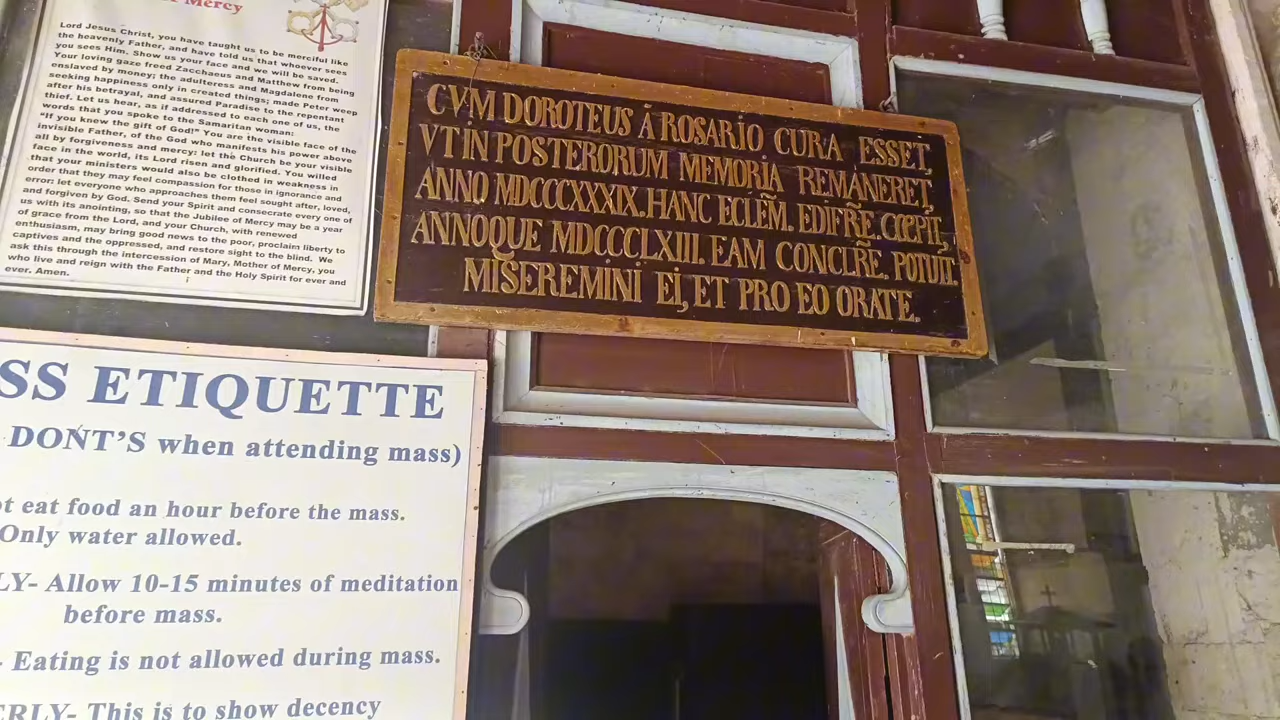 Mercy
Lord Jesus Christ, you have taught us to be merciful like
the heavenly Father, and have told us that whoever sees
you sees Him. Show us your face and we will be saved.
Your loving gaze freed Zacchaeus and Matthew from being
enslaved by money; the adulteress and Magdalene from
seeking happiness only in created things; made Peter weep
after his betrayal, and assured Paradise to the repentant
thief. Let us hear, as if addressed to each one of us, the
words that you spoke to the Samaritan woman:
"If you knew the gift of God!" You are the visible face of the
invisible Father, of the God who manifests his power above
all by forgiveness and mercy: let the Church be your visible
face in the world, its Lord risen and glorified. You willed
that your ministers would also be clothed in weakness in
order that they may feel compassion for those in ignorance and
error: let everyone who approaches them feel sought after, loved,
and forgiven by God. Send your Spirit and consecrate every one of
us with its anointing, so that the Jubilee of Mercy may be a year
of grace from the Lord, and your Church, with renewed
enthusiasm, may bring good news to the poor, proclaim liberty to
captives and the oppressed, and restore sight to the blind. We
ask this through the intercession of Mary, Mother of Mercy, you
who live and reign with the Father and the Holy Spirit for ever and
ever. Amen.
CVM DOROTEUS Ā ROSARIO CURA ESSET,
VT IN POSTERORUM MEMORIA REMANERET,
ANNO MDCCCXXXIX. HANC ECLEM̃. EDIFR̃E. CŒPIT,
ANNOQUE MDCCCLXIII. EAM CONCLR̃E. POTUIT.
MISEREMINI EI, ET PRO EO ORATE.
SS ETIQUETTE
DONT'S when attending mass)
ot eat food an hour before the mass.
Only water allowed.
LY- Allow 10-15 minutes of meditation
before mass.
- Eating is not allowed during mass.
ERLY- This is to show decency